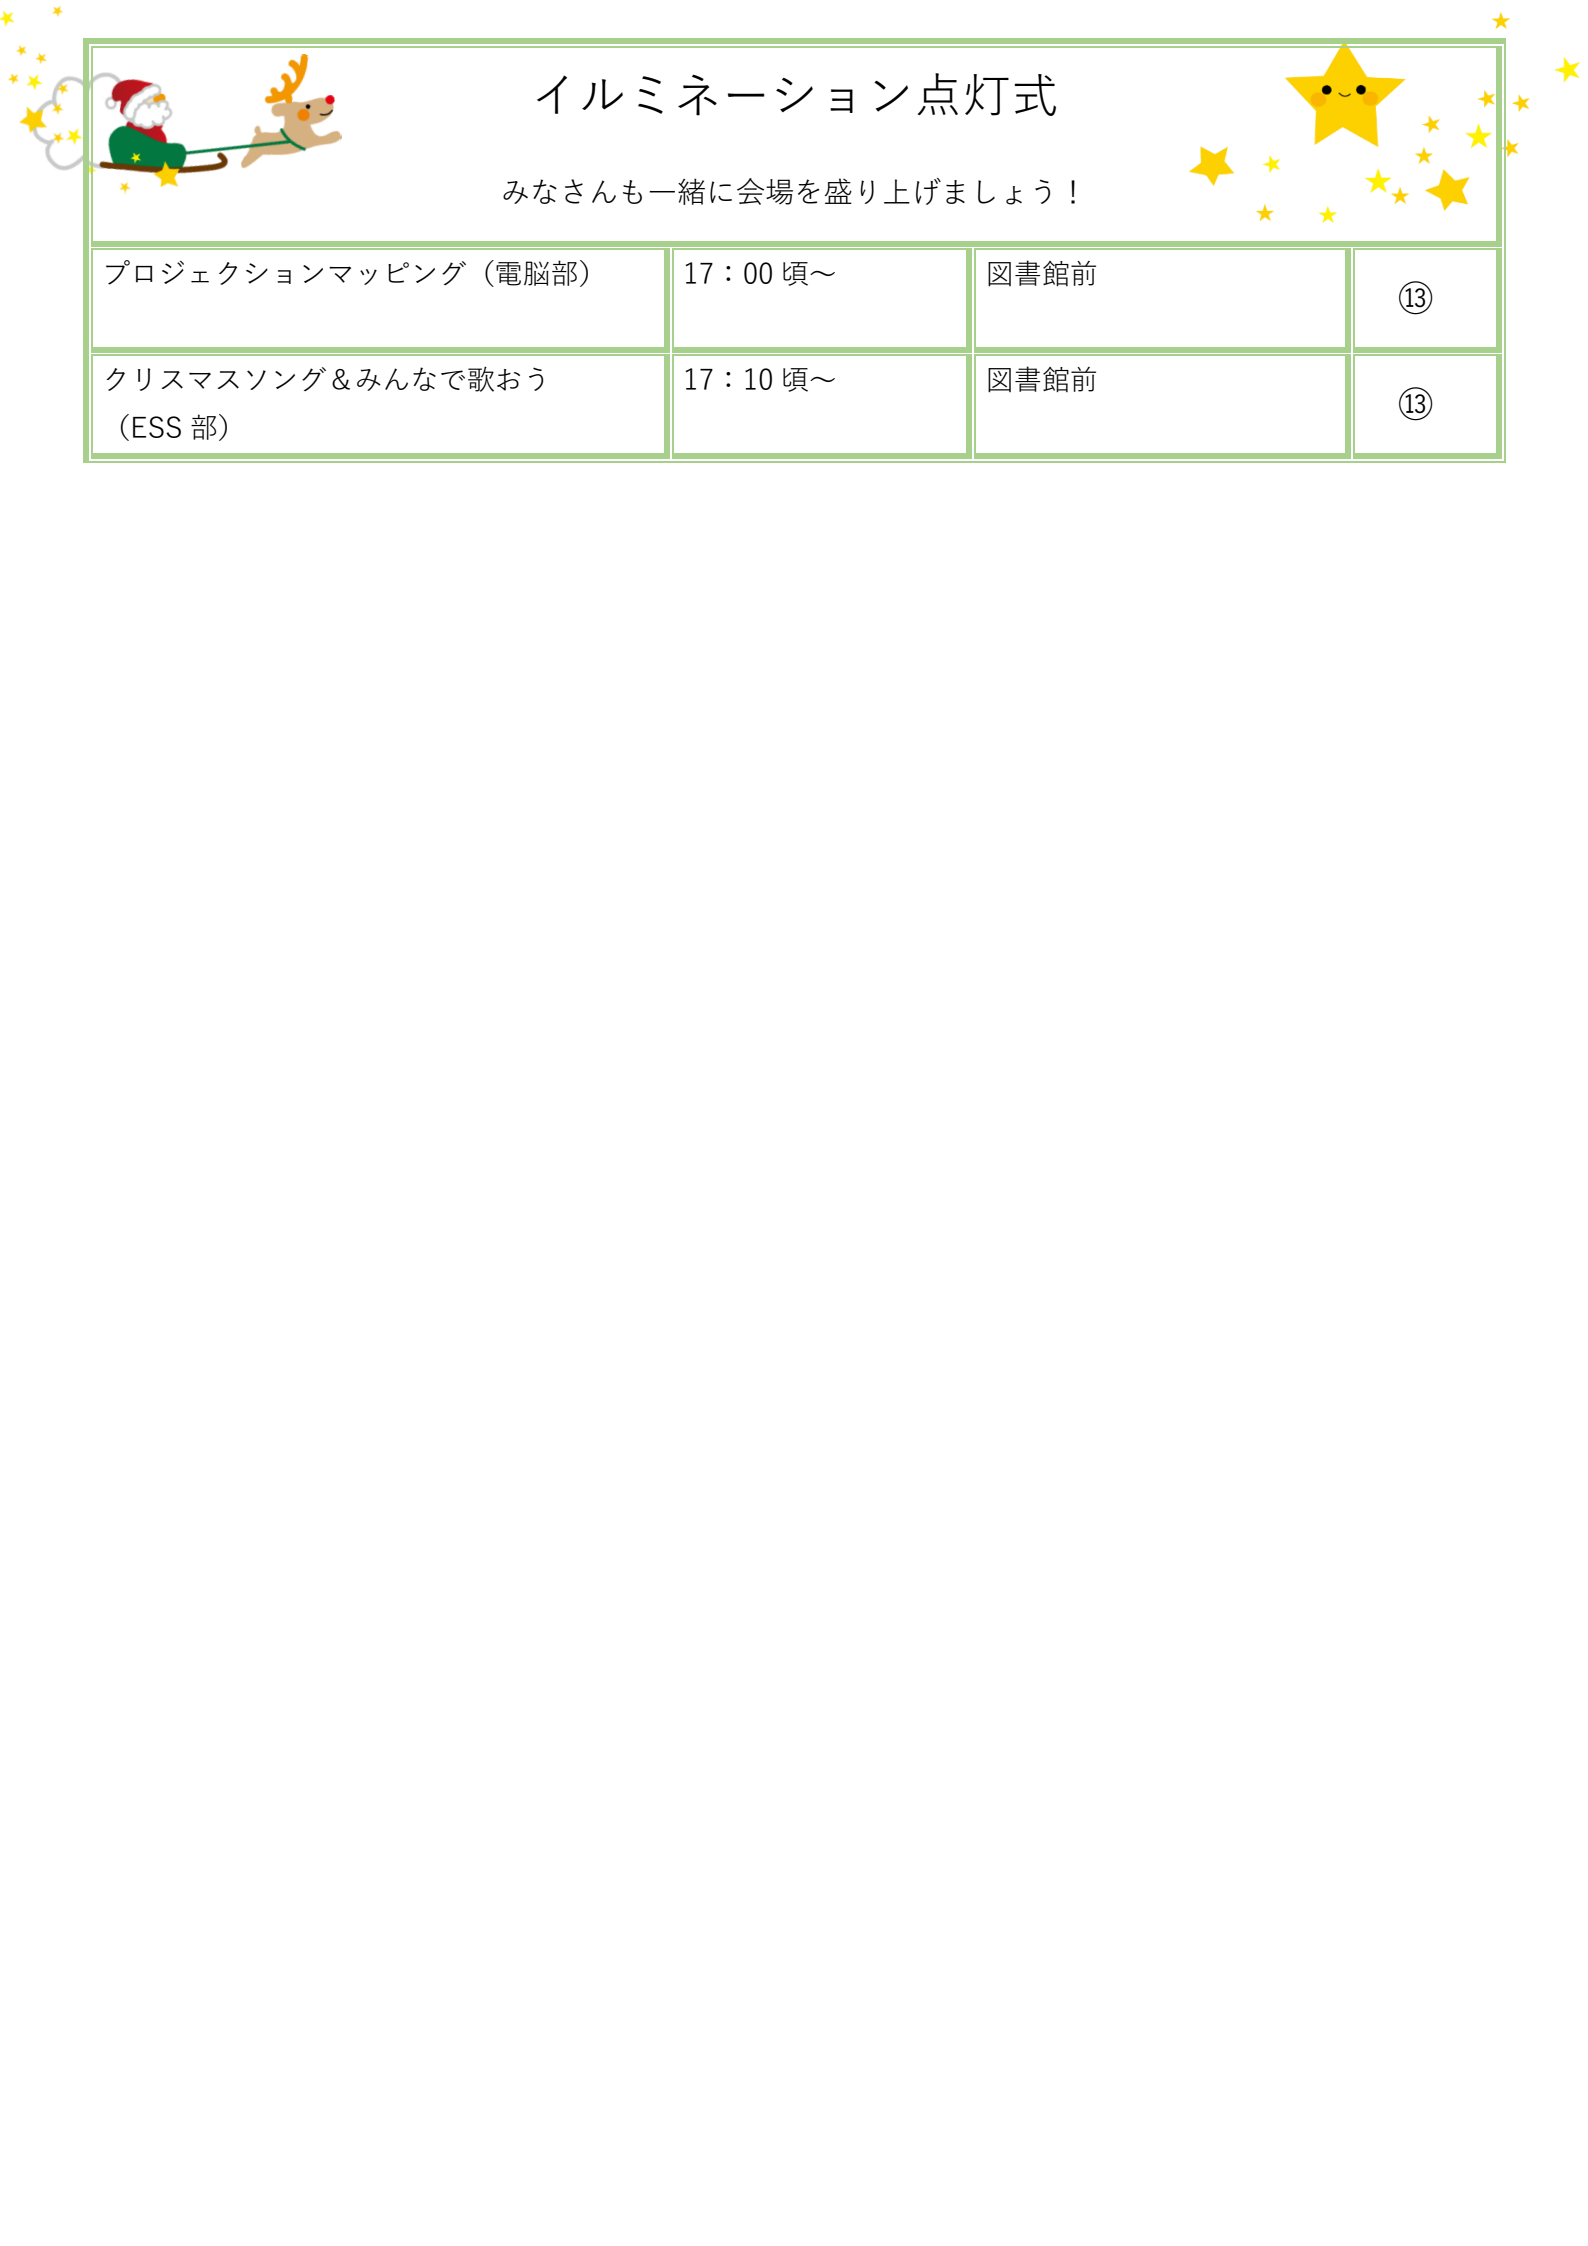 イルミネーション点灯式
みなさんも一緒に会場を盛り上げましょう！
プロジェクションマッピング（電脳部）
17：00 頃～
図書館前
⑬
クリスマスソング＆みんなで歌おう
（ESS 部）
17：10 頃～
図書館前
⑬